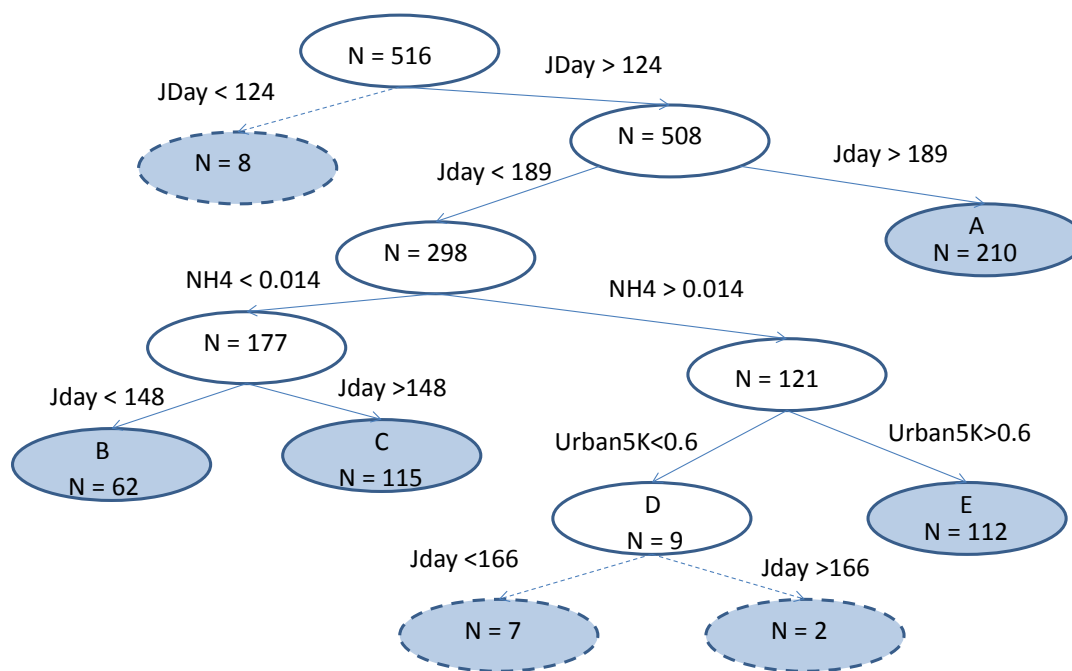 N = 516
JDay < 124
JDay > 124
N = 8
N = 508
Jday < 189
Jday > 189
N = 298
A
N = 210
NH4 < 0.014
NH4 > 0.014
N = 177
N = 121
Jday < 148
Jday >148
B
N = 62
C
N = 115
Urban5K<0.6
Urban5K>0.6
D
N = 9
E
N = 112
Jday <166
Jday >166
N = 7
N = 2